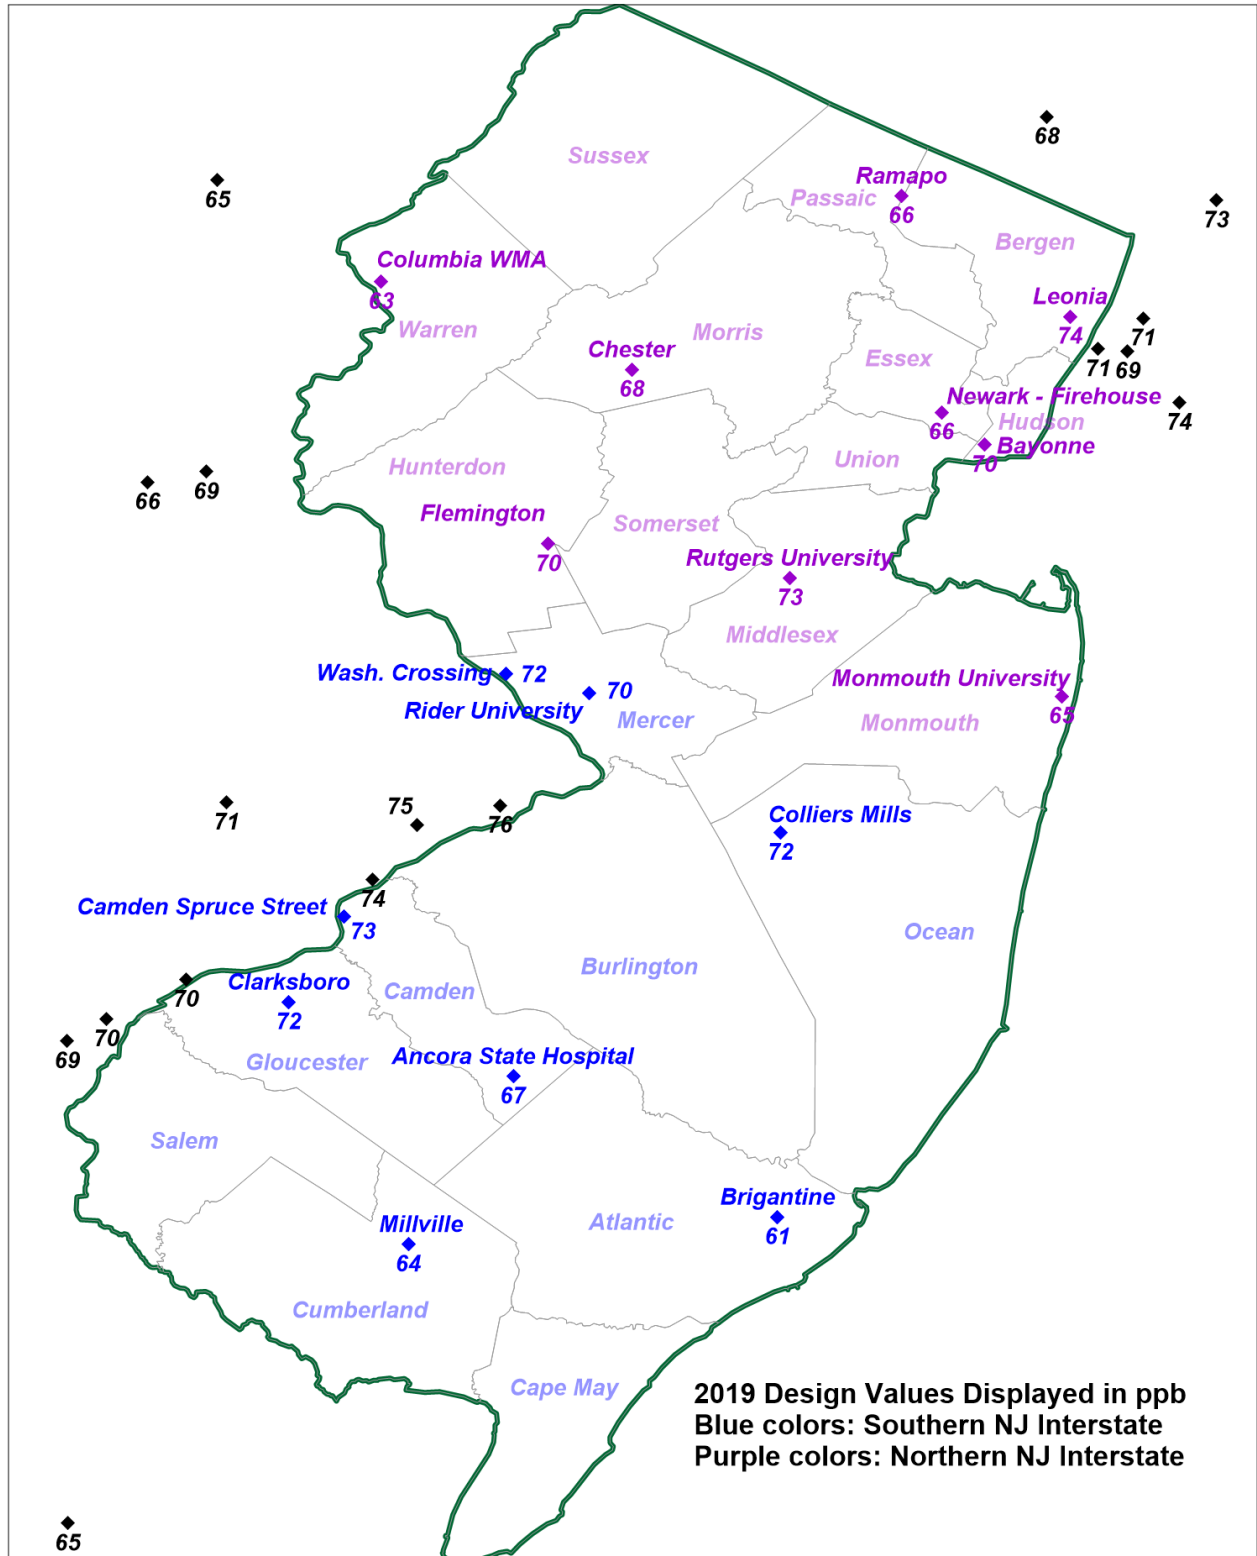 68
Sussex
Ramapo
65
Passaic
66
73
Bergen
Columbia WMA
63
Leonia
Warren
Morris
74
71
Chester
Essex
71
69
68
Newark - Firehouse
74
66
Hudson
Bayonne
Union
70
Hunterdon
66
69
Flemington
Somerset
70
Rutgers University
73
Middlesex
Wash. Crossing
72
Monmouth University
70
Rider University
Mercer
65
Monmouth
71
75
76
Colliers Mills
72
74
Camden Spruce Street
73
Ocean
Burlington
Clarksboro
Camden
70
72
70
69
Gloucester
Ancora State Hospital
67
Salem
Brigantine
Millville
Atlantic
61
64
Cumberland
Cape May
2019 Design Values Displayed in ppb
Blue colors: Southern NJ Interstate
Purple colors: Northern NJ Interstate
65